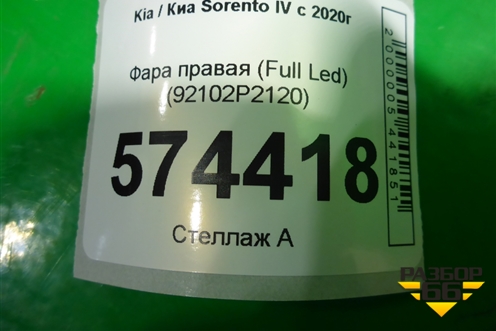 Kia / Киа Sorento IV с 2020г
Фара правая (Full Led)
(92102P2120)
574418
Стеллаж А
2000005441851
РАЗБОР
66